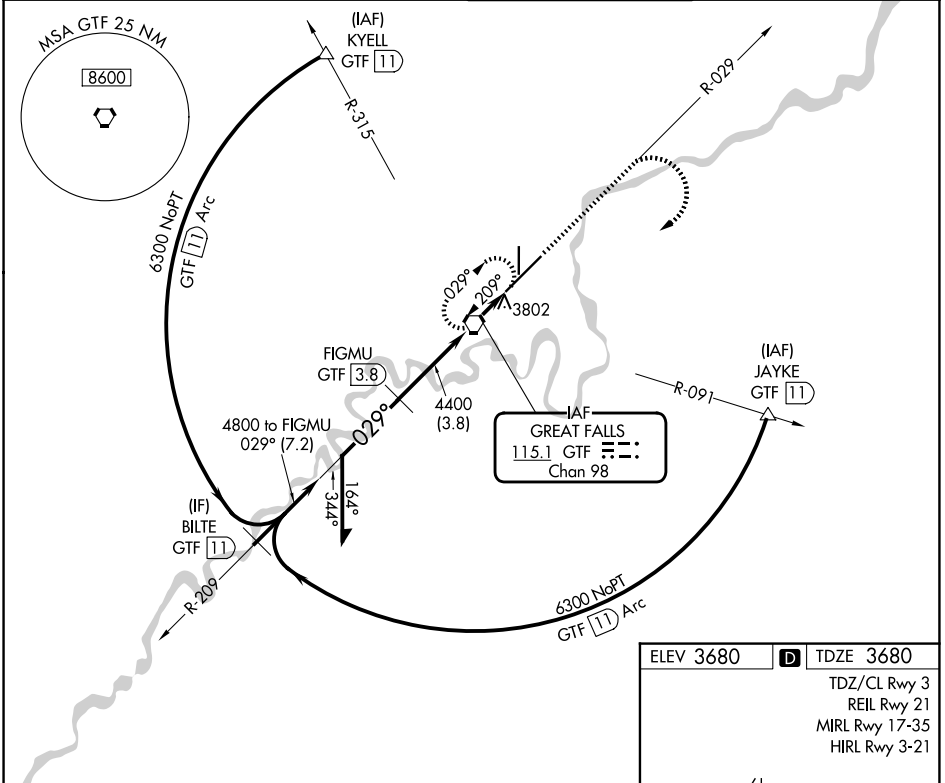 MSA GTF 25 NM
8600
(IAF)
KYELL
GTF 11
R-315
R-029
6300 NoPT
GTF 11 Arc
029°
209°
3802
FIGMU
GTF 3.8
4400
(3.8)
(IAF)
JAYKE
GTF 11
R-091
4800 to FIGMU
029° (7.2)
029°
IAF
GREAT FALLS
115.1 GTF
Chan 98
344°
164°
(IF)
BILTE
GTF 11
R-209
6300 NoPT
GTF 11 Arc
ELEV 3680 D TDZE 3680
TDZ/CL Rwy 3
REIL Rwy 21
MIRL Rwy 17-35
HIRL Rwy 3-21